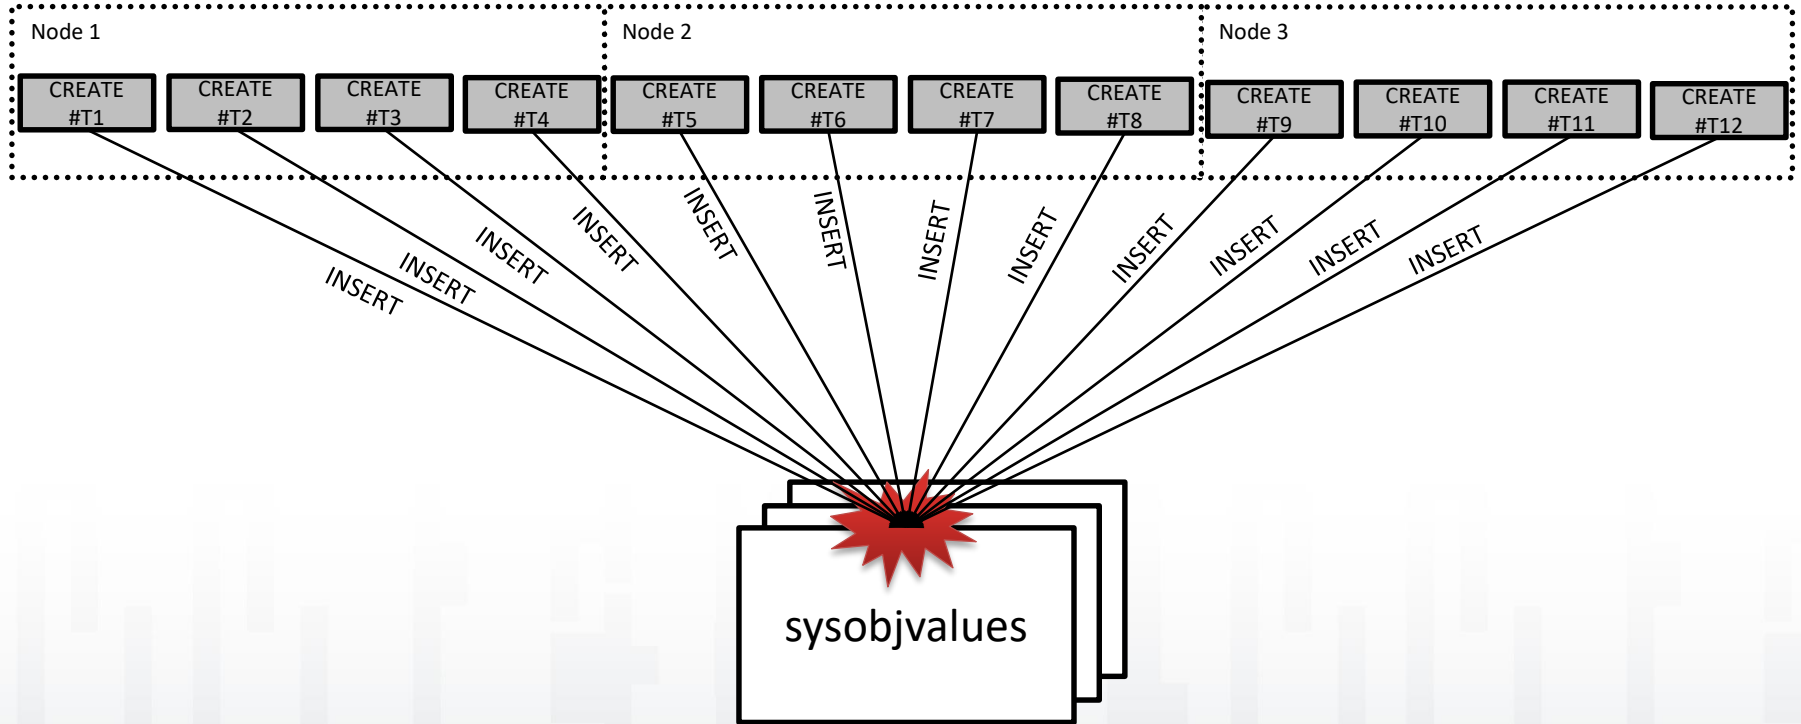 Node 1
Node 2
Node 3
CREATE
#T1
CREATE
#T2
CREATE
#T3
CREATE
#T4
CREATE
#T5
CREATE
#T6
CREATE
#T7
CREATE
#T8
CREATE
#T9
CREATE
#T10
CREATE
#T11
CREATE
#T12
INSERT
INSERT
INSERT
INSERT
INSERT
INSERT
INSERT
INSERT
INSERT
INSERT
INSERT
INSERT
sysobjvalues